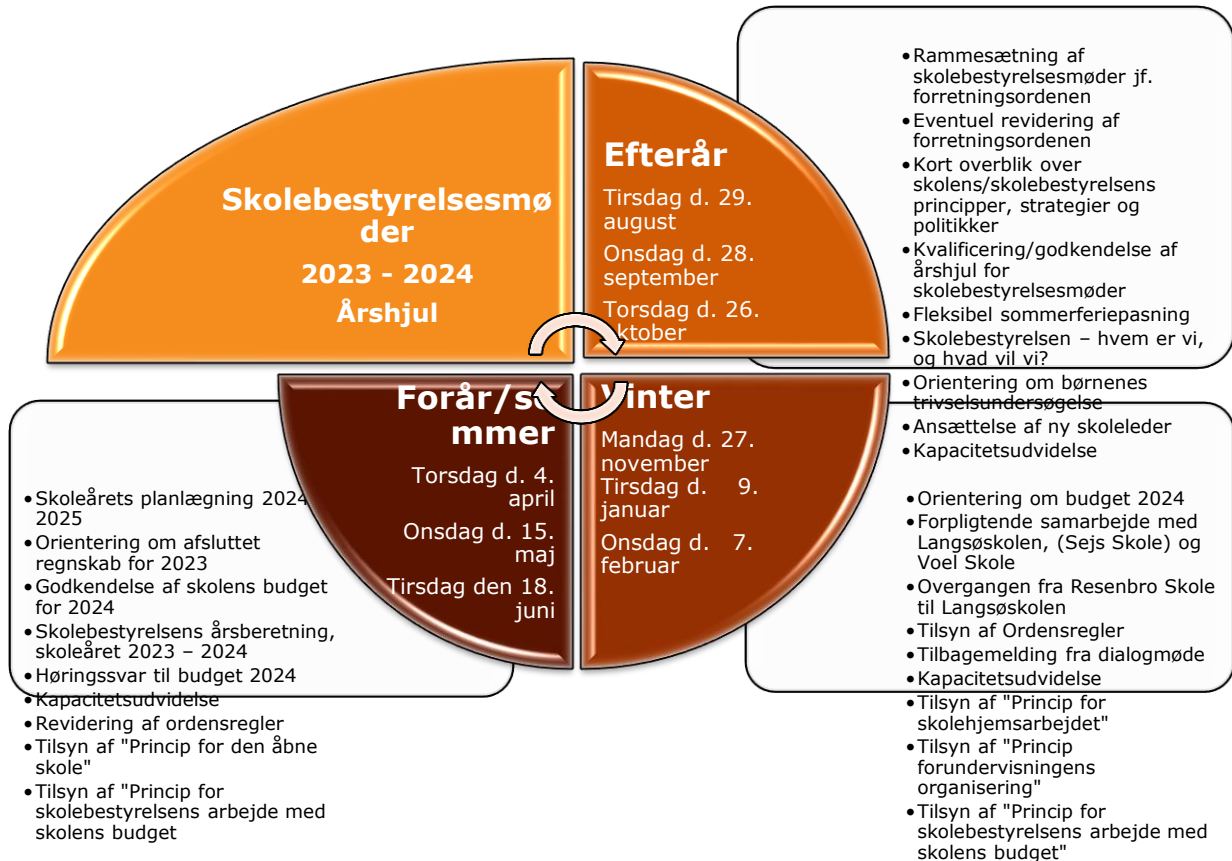 Skolebestyrelsesmø
der
2023 - 2024
Årshjul
Efterår
Tirsdag d. 29.
august
Onsdag d. 28.
september
Torsdag d. 26.
oktober
•Rammesætning af
skolebestyrelsesmøder jf.
forretningsordenen
•Eventuel revidering af
forretningsordenen
•Kort overblik over
skolens/skolebestyrelsens
principper, strategier og
politikker
•Kvalificering/godkendelse af
årshjul for
skolebestyrelsesmøder
•Fleksibel sommerferiepasning
•Skolebestyrelsen – hvem er vi,
og hvad vil vi?
•Orientering om børnenes
trivselsundersøgelse
•Ansættelse af ny skoleleder
•Kapacitetsudvidelse
Vinter
Mandag d. 27.
november
Tirsdag d. 9.
januar
Onsdag d. 7.
februar
•Orientering om budget 2024
•Forpligtende samarbejde med
Langsøskolen, (Sejs Skole) og
Voel Skole
•Overgangen fra Resenbro Skole
til Langsøskolen
•Tilsyn af Ordensregler
•Tilbagemelding fra dialogmøde
•Kapacitetsudvidelse
•Tilsyn af "Princip for
skolehjemsarbejdet"
•Tilsyn af "Princip
forundervisningens
organisering"
•Tilsyn af "Princip for
skolebestyrelsens arbejde med
skolens budget"
Forår/so
mmer
Torsdag d. 4.
april
Onsdag d. 15.
maj
Tirsdag den 18.
juni
•Skoleårets planlægning 2024
2025
•Orientering om afsluttet
regnskab for 2023
•Godkendelse af skolens budget
for 2024
•Skolebestyrelsens årsberetning,
skoleåret 2023 – 2024
•Høringssvar til budget 2024
•Kapacitetsudvidelse
•Revidering af ordensregler
•Tilsyn af "Princip for den åbne
skole"
•Tilsyn af "Princip for
skolebestyrelsens arbejde med
skolens budget